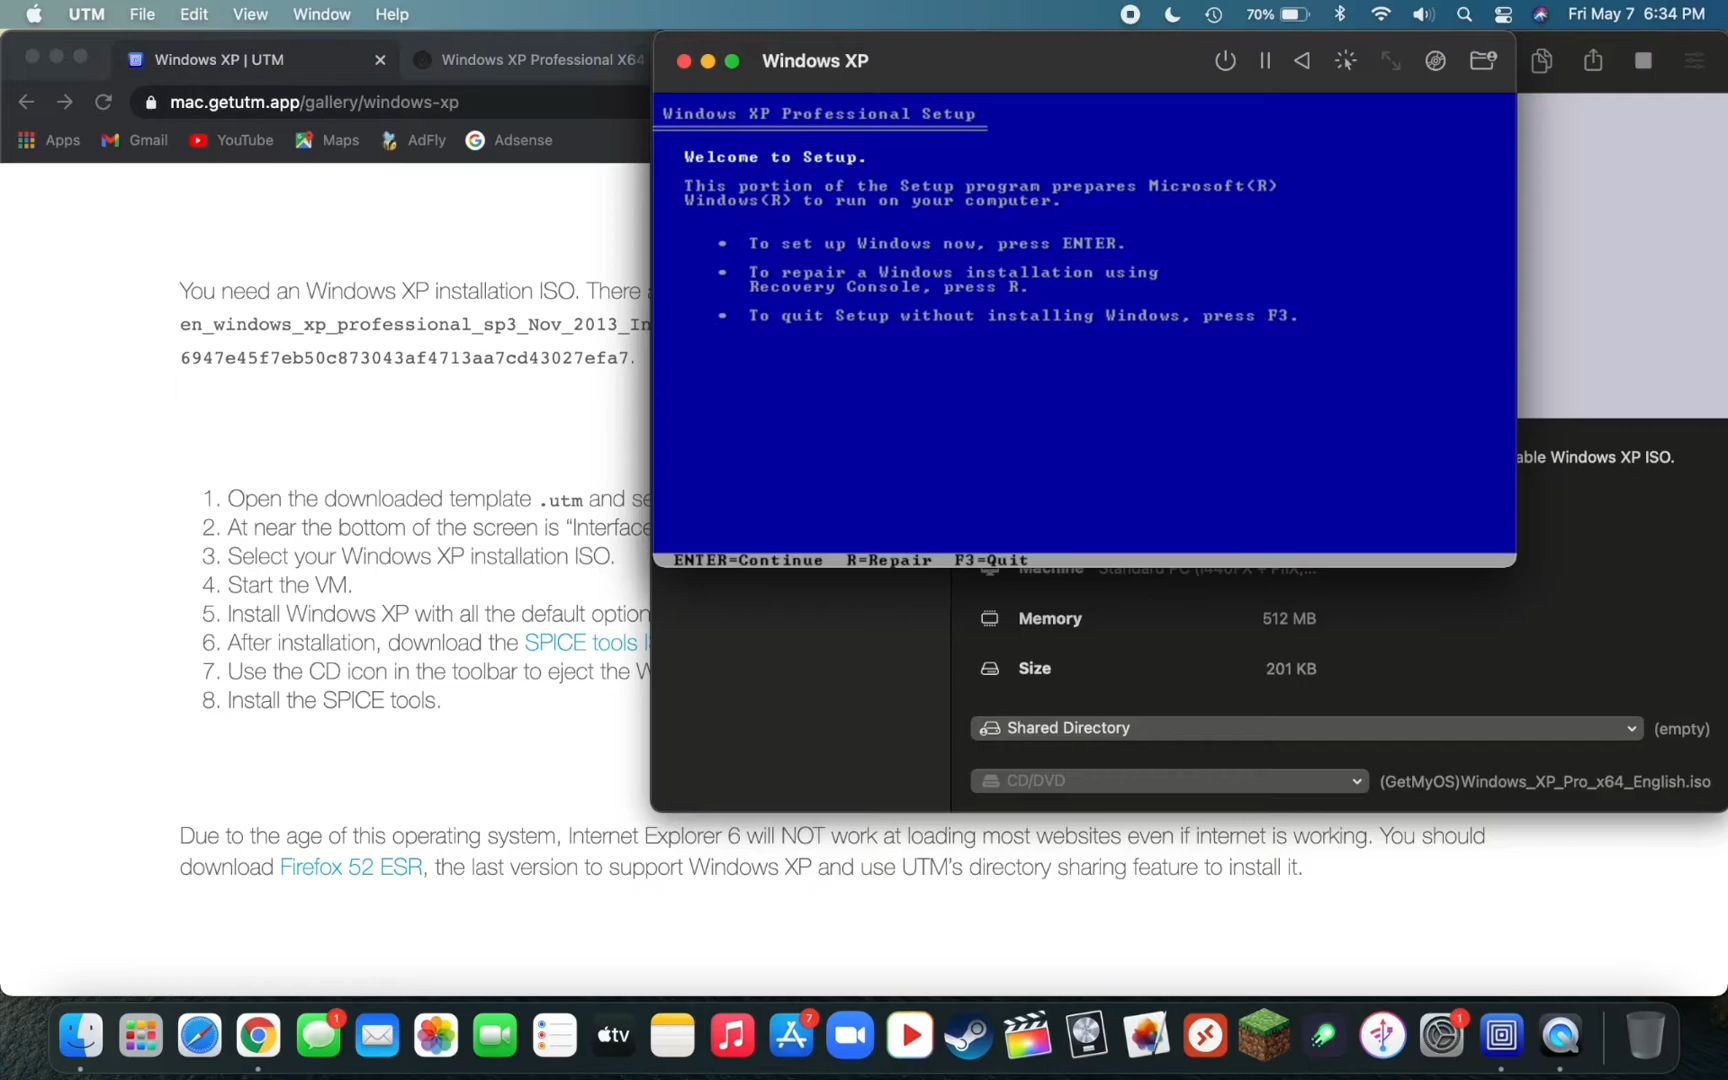 UTM File Edit View Window Help
70% Fri May 7 6:34 PM
Windows XP | UTM
Windows XP Professional X64
mac.getutm.app/gallery/windows-xp
Apps Gmail YouTube Maps AdFly Adsense
Windows XP
Windows XP Professional Setup
Welcome to Setup.
This portion of the Setup program prepares Microsoft(R)
Windows(R) to run on your computer.
• To set up Windows now, press ENTER.
• To repair a Windows installation using
Recovery Console, press R.
• To quit Setup without installing Windows, press F3.
ENTER=Continue R=Repair F3=Quit
You need an Windows XP installation ISO. There
en_windows_xp_professional_sp3_Nov_2013_In
6947e45f7eb50c873043af4713aa7cd43027efa7.
1. Open the downloaded template .utm and se
2. At near the bottom of the screen is “Interface
3. Select your Windows XP installation ISO.
4. Start the VM.
5. Install Windows XP with all the default option
6. After installation, download the SPICE tools
7. Use the CD icon in the toolbar to eject the
8. Install the SPICE tools.
able Windows XP ISO.
Machine Standard PC (i440FX + PIIX,...
Memory 512 MB
Size 201 KB
Shared Directory (empty)
CD/DVD (GetMyOS)Windows_XP_Pro_x64_English.iso
Due to the age of this operating system, Internet Explorer 6 will NOT work at loading most websites even if internet is working. You should
download Firefox 52 ESR, the last version to support Windows XP and use UTM’s directory sharing feature to install it.
1
tv
7
1